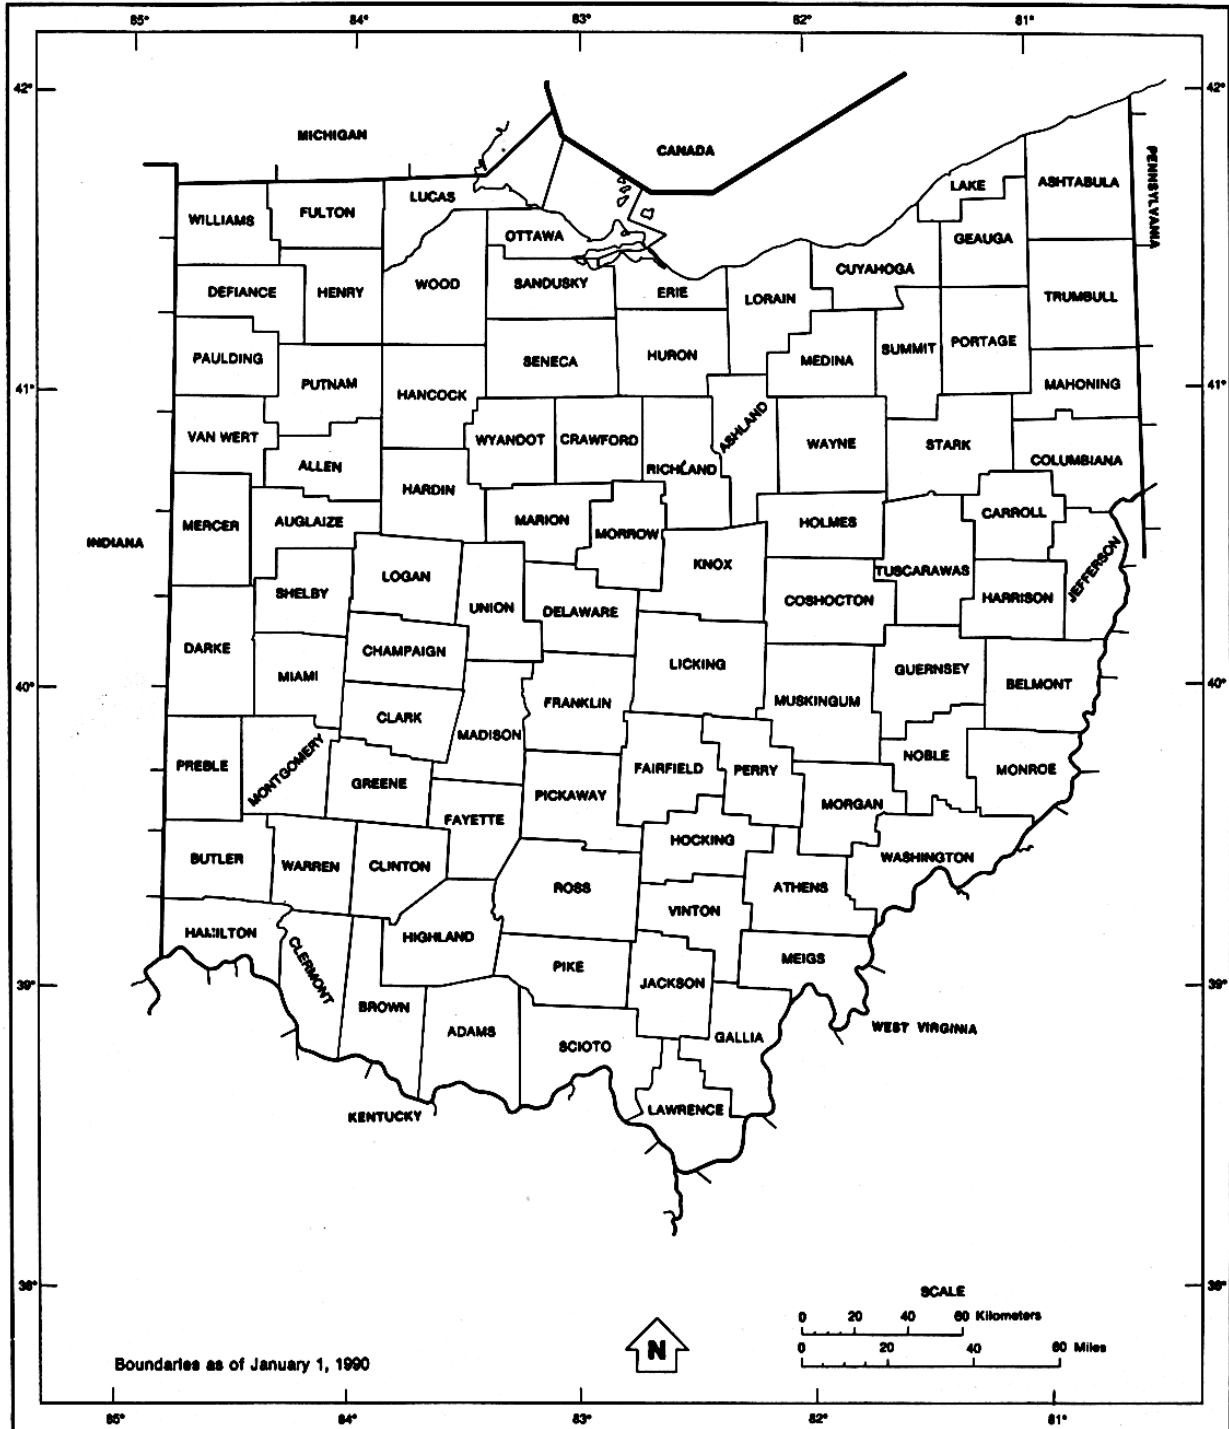 85° 84° 83° 82° 81°
42° 42°
MICHIGAN
CANADA
PENNSYLVANIA
LAKE ASHTABULA
LUCAS
WILLIAMS FULTON
OTTAWA GEAUGA
CUYAHOGA
DEFIANCE HENRY WOOD SANDUSKY ERIE LORAIN TRUMBULL
PAULDING SENECA HURON MEDINA SUMMIT PORTAGE
41° PUTNAM HANCOCK MAHONING 41°
VAN WERT WYANDOT CRAWFORD ASHLAND WAYNE STARK
ALLEN RICHLAND COLUMBIANA
HARDIN
MERCER AUGLAIZE MARION MORROW HOLMES CARROLL
INDIANA
LOGAN KNOX TUSCARAWAS JEFFERSON
SHELBY UNION DELAWARE COSHOCTON HARRISON
DARKE CHAMPAIGN LICKING GUERNSEY
40° MIAMI BELMONT 40°
CLARK FRANKLIN MUSKINGUM
MADISON
PREBLE MONTGOMERY GREENE FAIRFIELD PERRY NOBLE MONROE
PICKAWAY MORGAN
FAYETTE
BUTLER WARREN CLINTON HOCKING WASHINGTON
ROSS ATHENS
VINTON
HAMILTON CLERMONT HIGHLAND
PIKE MEIGS
39° JACKSON 39°
BROWN ADAMS SCIOTO GALLIA WEST VIRGINIA
KENTUCKY LAWRENCE
38° 38°
SCALE
0 20 40 60 Kilometers
0 20 40 60 Miles
N
Boundaries as of January 1, 1990
85° 84° 83° 82° 81°